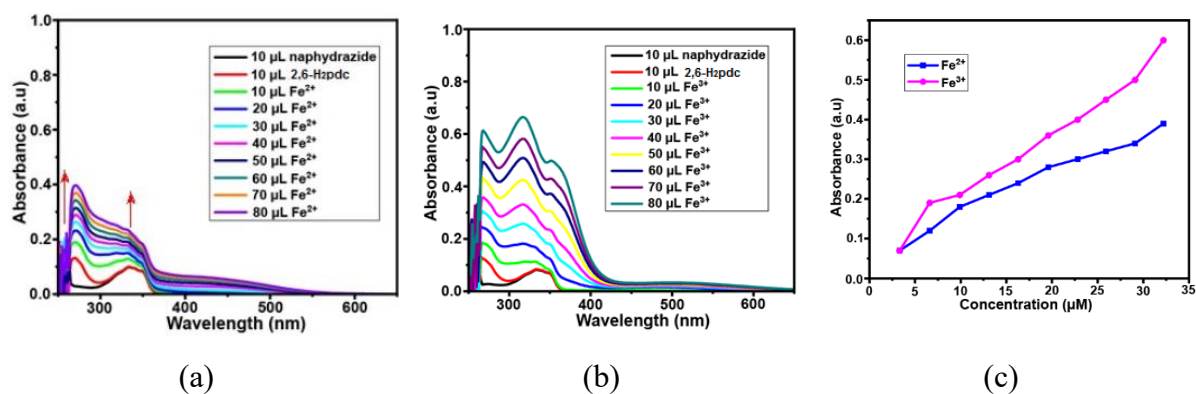 1.0
0.8
0.6
0.4
0.2
0.0
Absorbance (a.u)
300
400
500
600
Wavelength (nm)
10 µL naphydrazide
10 µL 2,6-H2pdc
10 µL Fe2+
20 µL Fe2+
30 µL Fe2+
40 µL Fe2+
50 µL Fe2+
60 µL Fe2+
70 µL Fe2+
80 µL Fe2+
(a)
1.0
0.8
0.6
0.4
0.2
0.0
Absorbance (a.u)
300
400
500
600
Wavelength (nm)
10 µL naphydrazide
10 µL 2,6-H2pdc
10 µL Fe3+
20 µL Fe3+
30 µL Fe3+
40 µL Fe3+
50 µL Fe3+
60 µL Fe3+
70 µL Fe3+
80 µL Fe3+
(b)
0.6
0.5
0.4
0.3
0.2
0.1
0.0
Absorbance (a.u)
0
5
10
15
20
25
30
35
Concentration (µM)
Fe2+
Fe3+
(c)